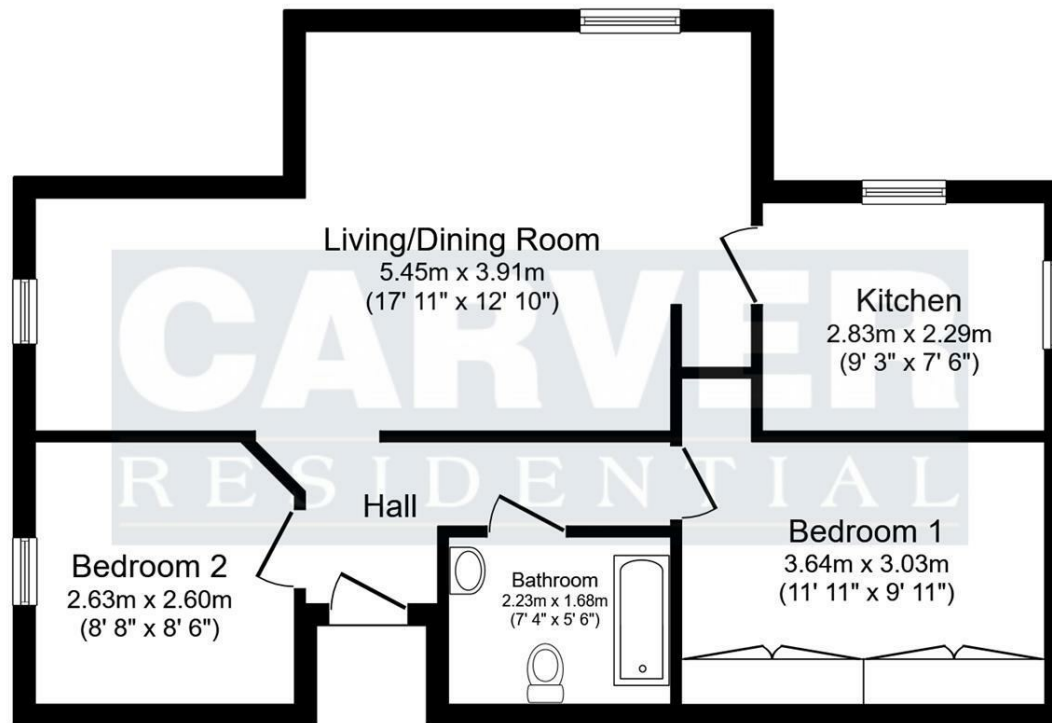 Living/Dining Room
5.45m x 3.91m
(17' 11" x 12' 10")
Kitchen
2.83m x 2.29m
(9' 3" x 7' 6")
CARVER
RESIDENTIAL
Hall
Bedroom 2
2.63m x 2.60m
(8' 8" x 8' 6")
Bathroom
2.23m x 1.68m
(7' 4" x 5' 6")
Bedroom 1
3.64m x 3.03m
(11' 11" x 9' 11")